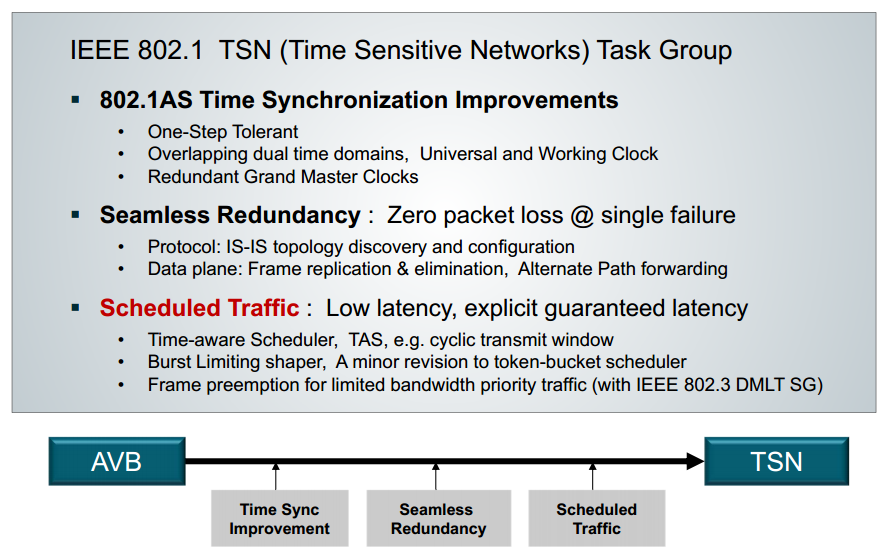 IEEE 802.1 TSN (Time Sensitive Networks) Task Group
▪ 802.1AS Time Synchronization Improvements
• One-Step Tolerant
• Overlapping dual time domains, Universal and Working Clock
• Redundant Grand Master Clocks
▪ Seamless Redundancy : Zero packet loss @ single failure
• Protocol: IS-IS topology discovery and configuration
• Data plane: Frame replication & elimination, Alternate Path forwarding
▪ Scheduled Traffic : Low latency, explicit guaranteed latency
• Time-aware Scheduler, TAS, e.g. cyclic transmit window
• Burst Limiting shaper, A minor revision to token-bucket scheduler
• Frame preemption for limited bandwidth priority traffic (with IEEE 802.3 DMLT SG)
AVB
TSN
Time Sync
Improvement
Seamless
Redundancy
Scheduled
Traffic